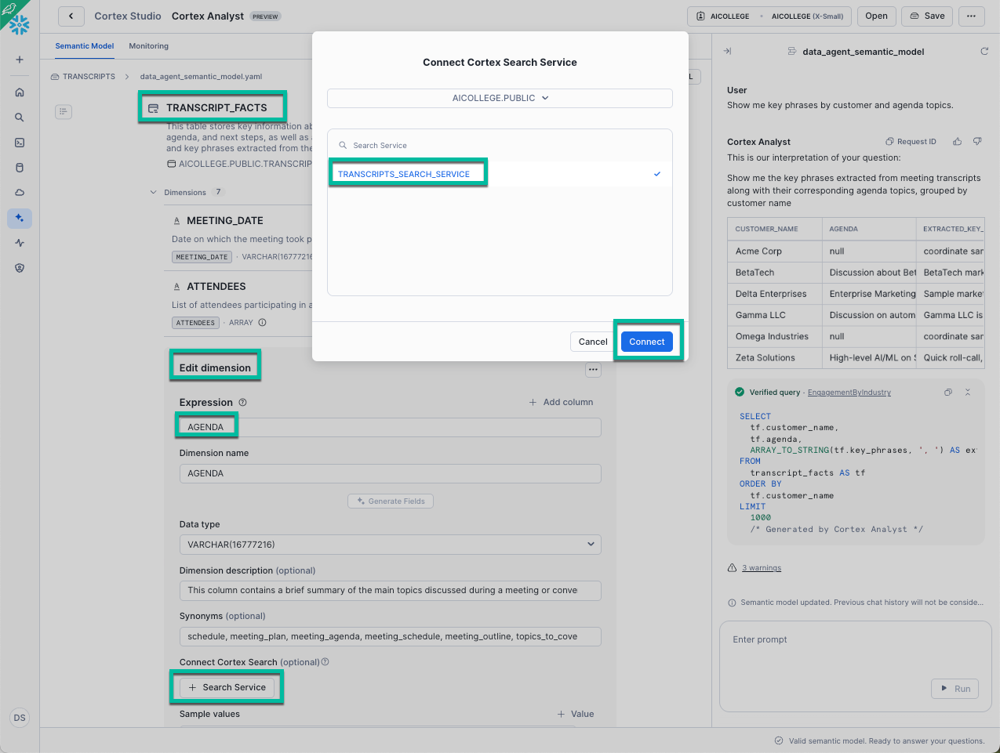 Cortex Studio Cortex Analyst PREVIEW
AICOLLEGE AICOLLEGE (X-Small) Open Save
Semantic Model Monitoring
TRANSCRIPTS data_agent_semantic_model.yaml
TRANSCRIPT_FACTS
This table stores key information ab
agenda, and next steps, as well as
and key phrases extracted from the
AICOLLEGE.PUBLIC.TRANSCRIP
Dimensions 7
MEETING_DATE
Date on which the meeting took p
MEETING_DATE · VARCHAR(1677721
ATTENDEES
List of attendees participating in a
ATTENDEES · ARRAY
Edit dimension
Expression
Add column
AGENDA
Dimension name
AGENDA
Generate Fields
Data type
VARCHAR(16777216)
Dimension description (optional)
This column contains a brief summary of the main topics discussed during a meeting or conve
Synonyms (optional)
schedule, meeting_plan, meeting_agenda, meeting_schedule, meeting_outline, topics_to_cove
Connect Cortex Search (optional)
+ Search Service
Sample values
+ Value
DS
Connect Cortex Search Service
AICOLLEGE.PUBLIC
Search Service
TRANSCRIPTS_SEARCH_SERVICE
Cancel Connect
L
data_agent_semantic_model
User
Show me key phrases by customer and agenda topics.
Cortex Analyst Request ID
This is our interpretation of your question:
Show me the key phrases extracted from meeting transcripts
along with their corresponding agenda topics, grouped by
customer name
CUSTOMER_NAME AGENDA EXTRACTED_KEY_
Acme Corp null coordinate sar
BetaTech Discussion about Bet BetaTech mark
Delta Enterprises Enterprise Marketing Sample marke
Gamma LLC Discussion on autom Gamma LLC is
Omega Industries null coordinate sar
Zeta Solutions High-level AI/ML on S Quick roll-call,
Verified query · EngagementByIndustry
SELECT
tf.customer_name,
tf.agenda,
ARRAY_TO_STRING(tf.key_phrases, ', ') AS ex
FROM
transcript_facts AS tf
ORDER BY
tf.customer_name
LIMIT
1000
/* Generated by Cortex Analyst */
3 warnings
Semantic model updated. Previous chat history will not be conside...
Enter prompt
Run
Valid semantic model. Ready to answer your questions.